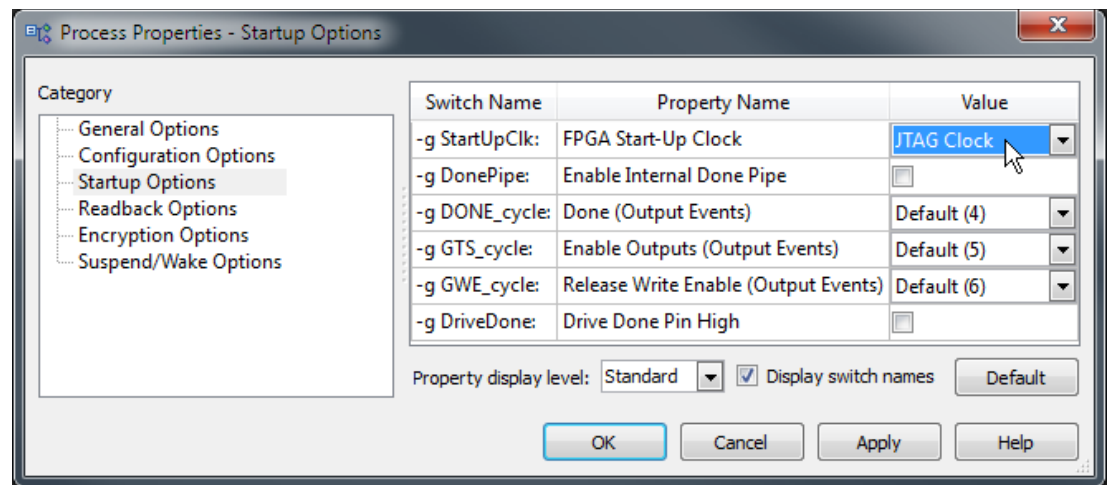 Process Properties - Startup Options
Category
General Options
Configuration Options
Startup Options
Readback Options
Encryption Options
Suspend/Wake Options
Switch Name Property Name Value
-g StartUpClk: FPGA Start-Up Clock JTAG Clock
-g DonePipe: Enable Internal Done Pipe
-g DONE_cycle: Done (Output Events) Default (4)
-g GTS_cycle: Enable Outputs (Output Events) Default (5)
-g GWE_cycle: Release Write Enable (Output Events) Default (6)
-g DriveDone: Drive Done Pin High
Property display level: Standard Display switch names Default
OK Cancel Apply Help